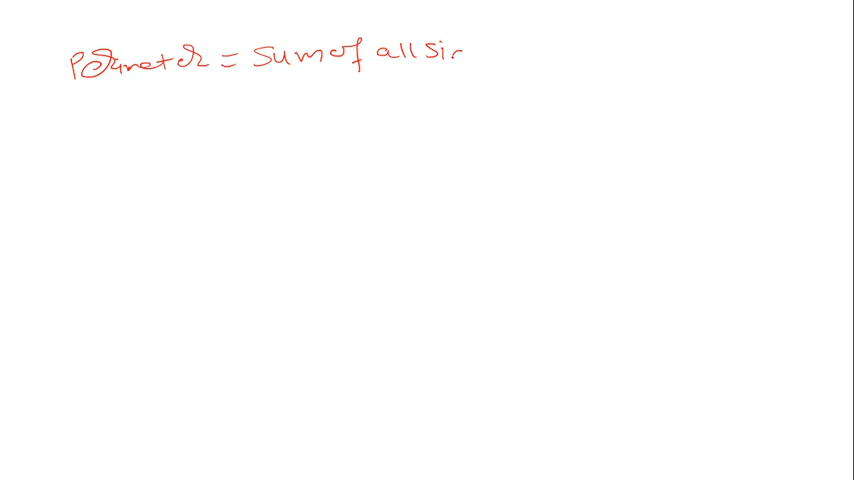 Perimeter = Sum of all Si